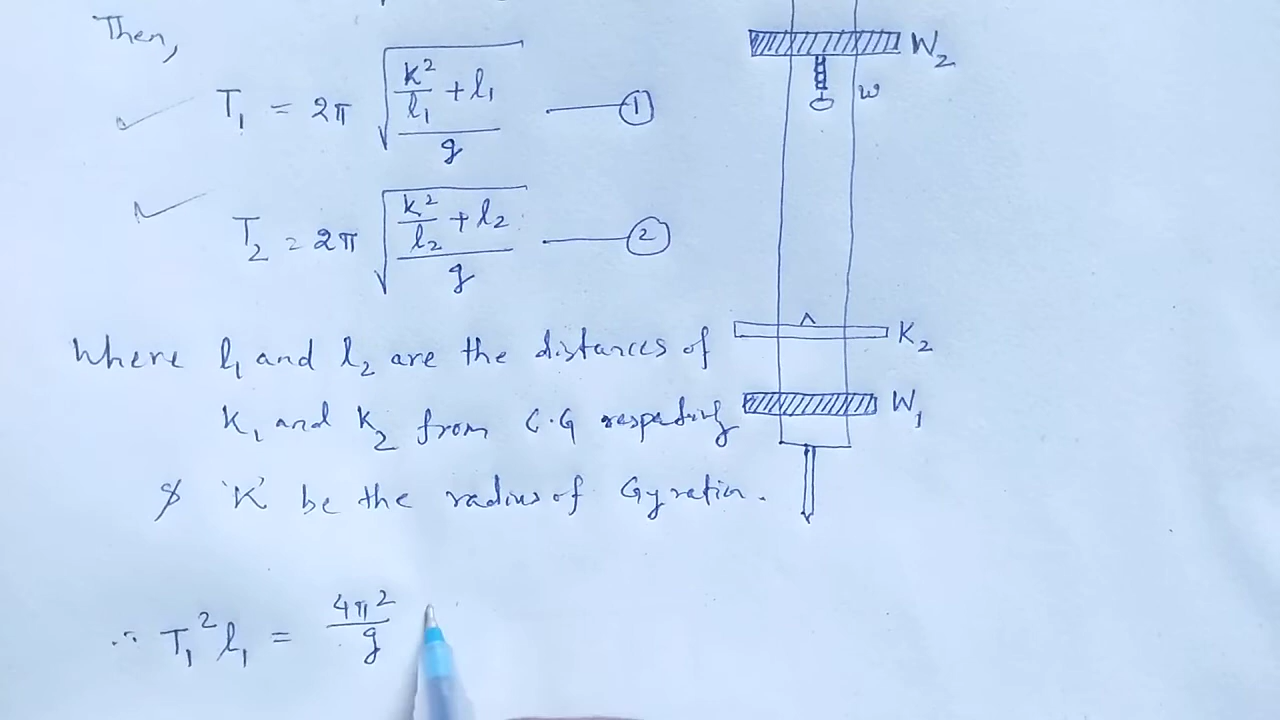 Then,
T₁ = 2π √((k²/l₁ + l₁)/g) —— ①
T₂ = 2π √((k²/l₂ + l₂)/g) —— ②
Where l₁ and l₂ are the distances of
K₁ and K₂ from C.G
& 'K' be the radius of Gyration.
∴ T₁² l₁ = 4π²/g
W₂
w
K₂
W₁